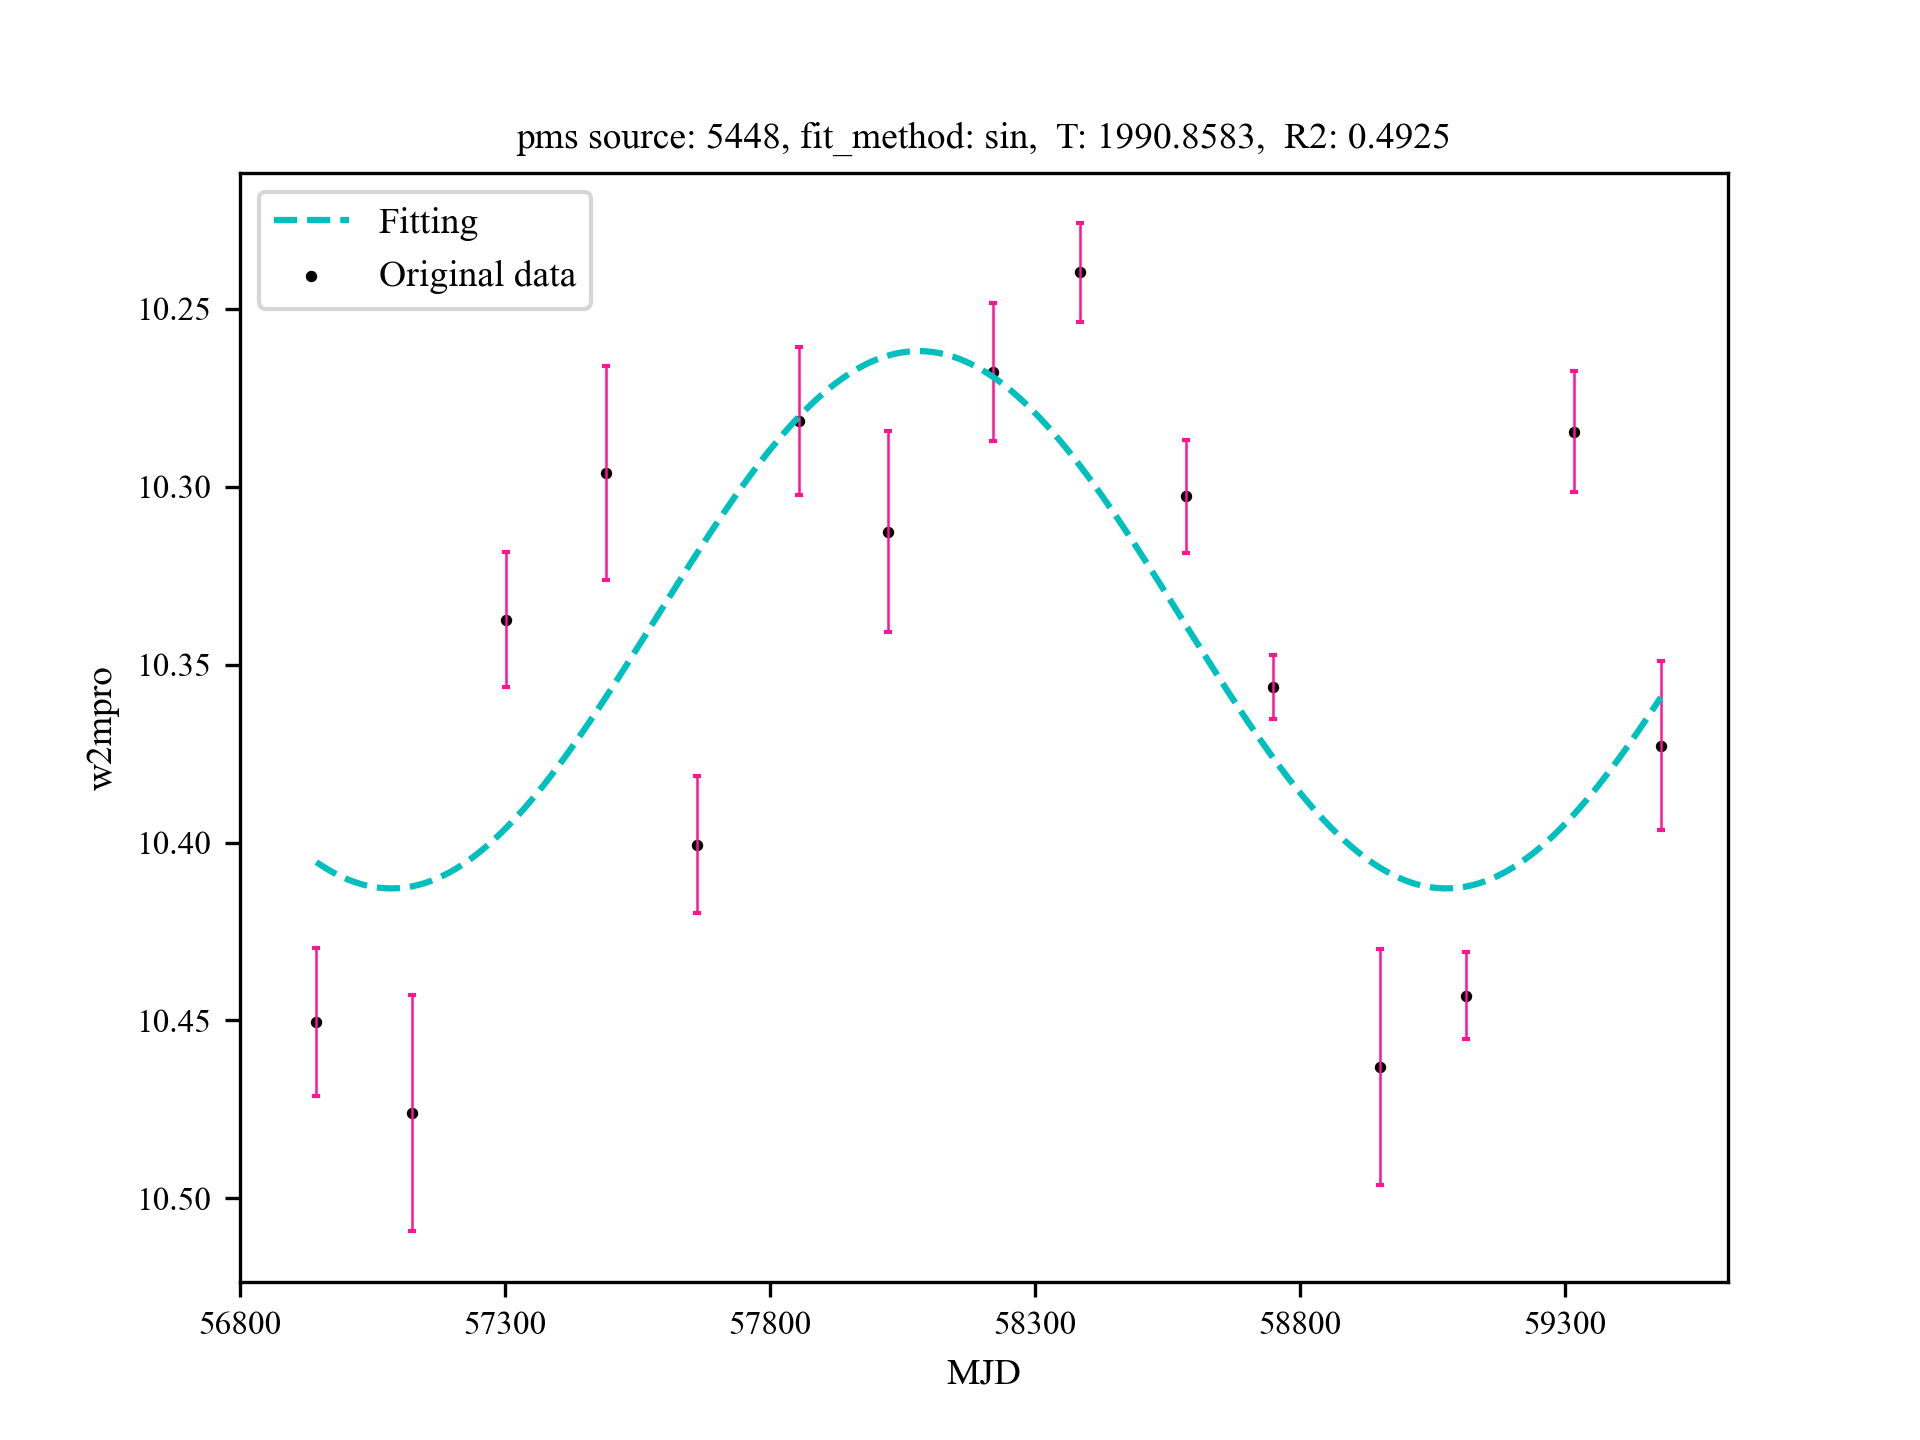 pms source: 5448, fit_method: sin,  T: 1990.8583,  R2: 0.4925
Fitting
Original data
10.25
10.30
10.35
10.40
10.45
10.50
w2mpro
56800 57300 57800 58300 58800 59300
MJD